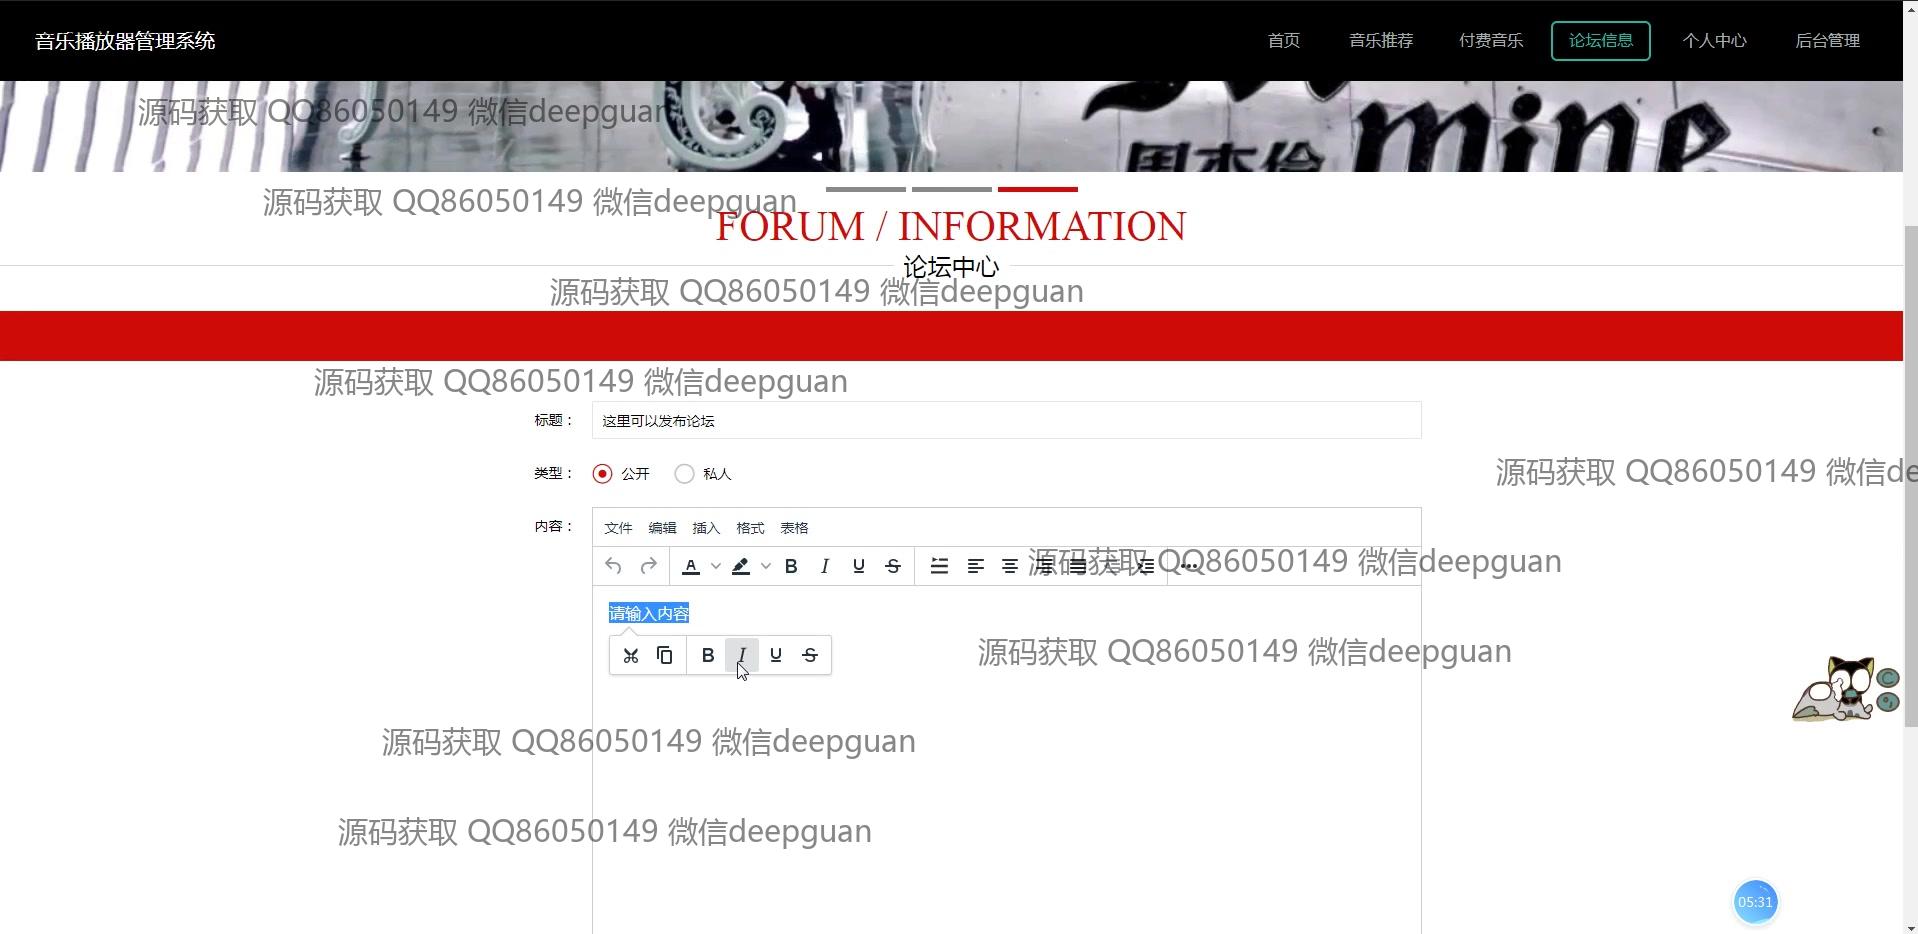 音乐播放器管理系统
首页
音乐推荐
付费音乐
论坛信息
个人中心
后台管理
源码获取 QQ86050149 微信deepguan
mine
周杰伦
源码获取 QQ86050149 微信deepguan
FORUM / INFORMATION
论坛中心
源码获取 QQ86050149 微信deepguan
源码获取 QQ86050149 微信deepguan
标题：
这里可以发布论坛
源码获取 QQ86050149 微信de
类型：
公开
私人
内容：
文件
编辑
插入
格式
表格
源码获取 QQ86050149 微信deepguan
请输入内容
源码获取 QQ86050149 微信deepguan
源码获取 QQ86050149 微信deepguan
源码获取 QQ86050149 微信deepguan
05:31